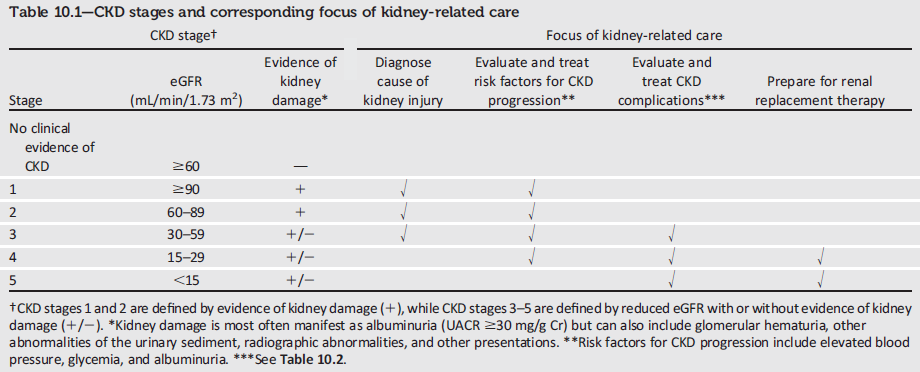 Table 10.1—CKD stages and corresponding focus of kidney-related care
CKD stage† Focus of kidney-related care
Evidence of Diagnose Evaluate and treat Evaluate and
eGFR kidney cause of risk factors for CKD treat CKD Prepare for renal
Stage (mL/min/1.73 m²) damage* kidney injury progression** complications*** replacement therapy
No clinical
evidence of
CKD ≥60 —
1 ≥90 + √ √
2 60–89 + √ √
3 30–59 +/− √ √ √
4 15–29 +/− √ √ √
5 <15 +/− √ √
†CKD stages 1 and 2 are defined by evidence of kidney damage (+), while CKD stages 3–5 are defined by reduced eGFR with or without evidence of kidney
damage (+/−). *Kidney damage is most often manifest as albuminuria (UACR ≥30 mg/g Cr) but can also include glomerular hematuria, other
abnormalities of the urinary sediment, radiographic abnormalities, and other presentations. **Risk factors for CKD progression include elevated blood
pressure, glycemia, and albuminuria. ***See Table 10.2.